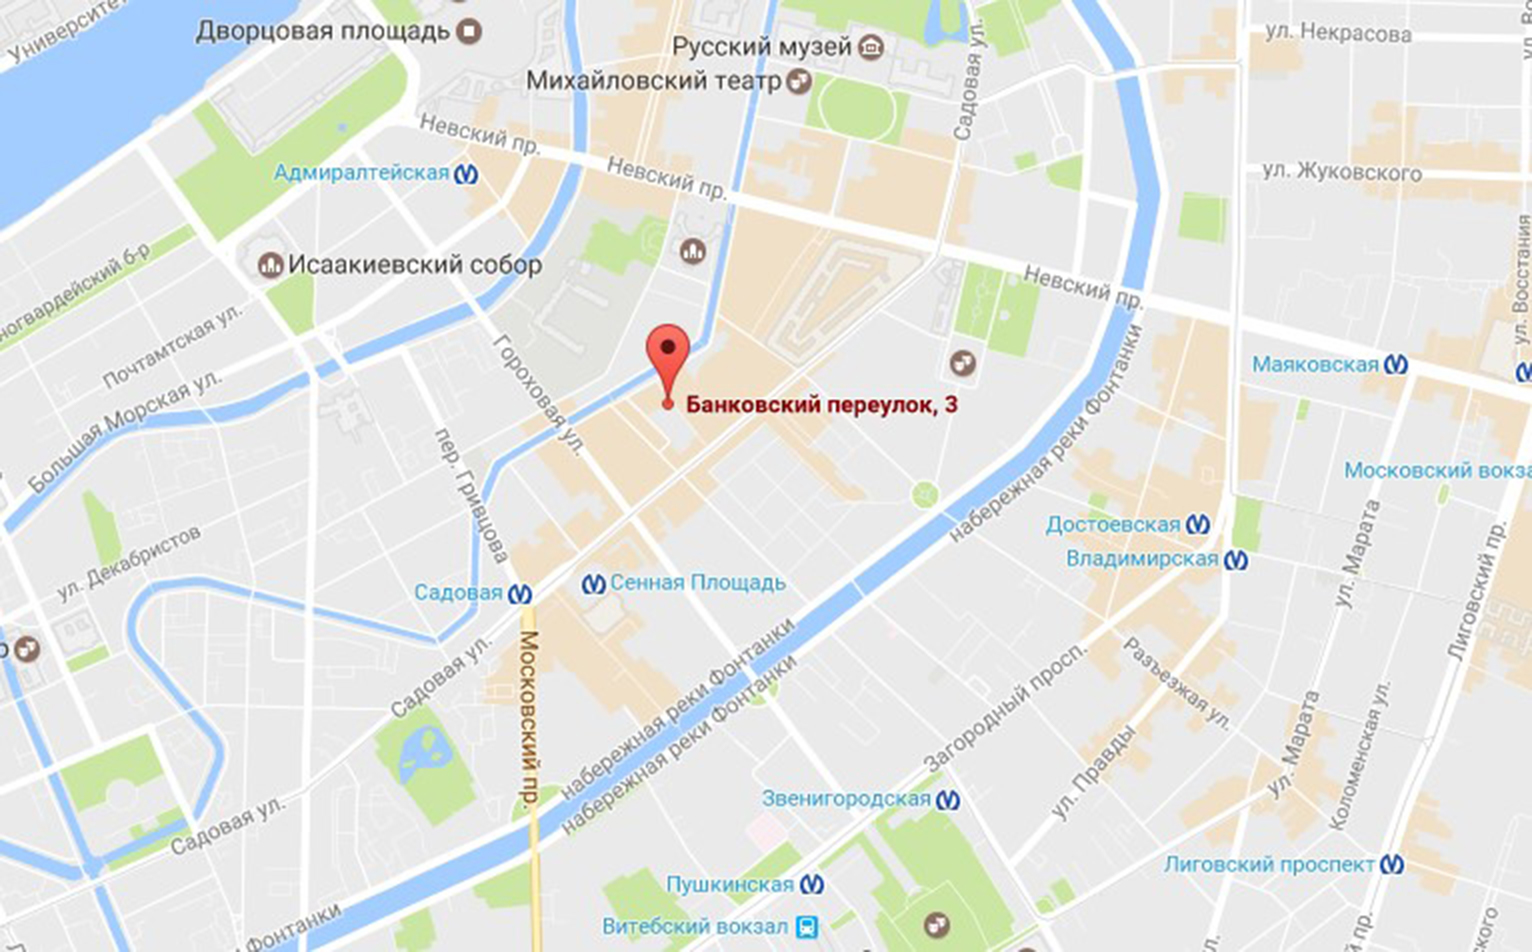 Университе
Дворцовая площадь
Русский музей
Михайловский театр
Садовая ул.
ул. Некрасова
Невский пр.
Невский пр.
Адмиралтейская
ул. Жуковского
Исаакиевский собор
ногвардейский б-р
Почтамтская ул.
Невский пр.
ул. Восстания
Гороховая ул.
набережная реки Фонтанки
Маяковская
Большая Морская ул.
Банковский переулок, 3
пер. Гривцова
Московский вокза
Достоевская
Владимирская
ул. Марата
ул. Декабристов
Садовая
Сенная Площадь
Лиговский пр.
Московский пр.
Садовая ул.
набережная реки Фонтанки
набережная реки Фонтанки
Разъезжая ул.
Загородный просп.
ул. Марата
Коломенская ул.
ул. Правды
Садовая ул.
Звенигородская
Пушкинская
Лиговский проспект
Витебский вокзал
Фонтанки